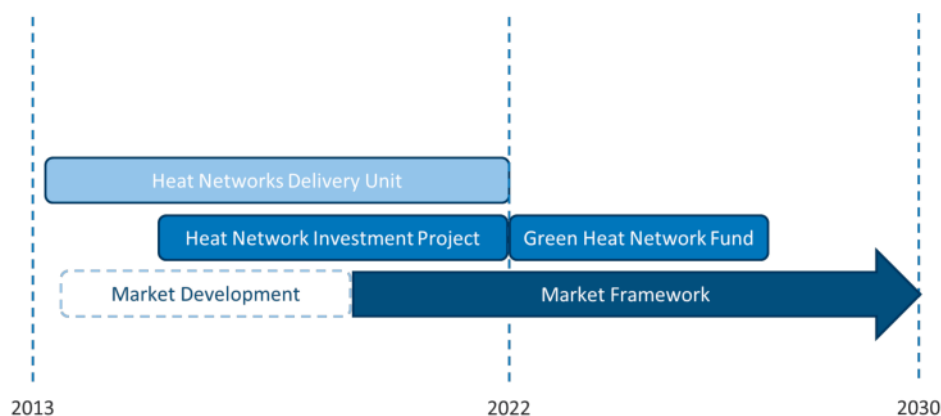 Heat Networks Delivery Unit
Heat Network Investment Project
Green Heat Network Fund
Market Development
Market Framework
2013
2022
2030